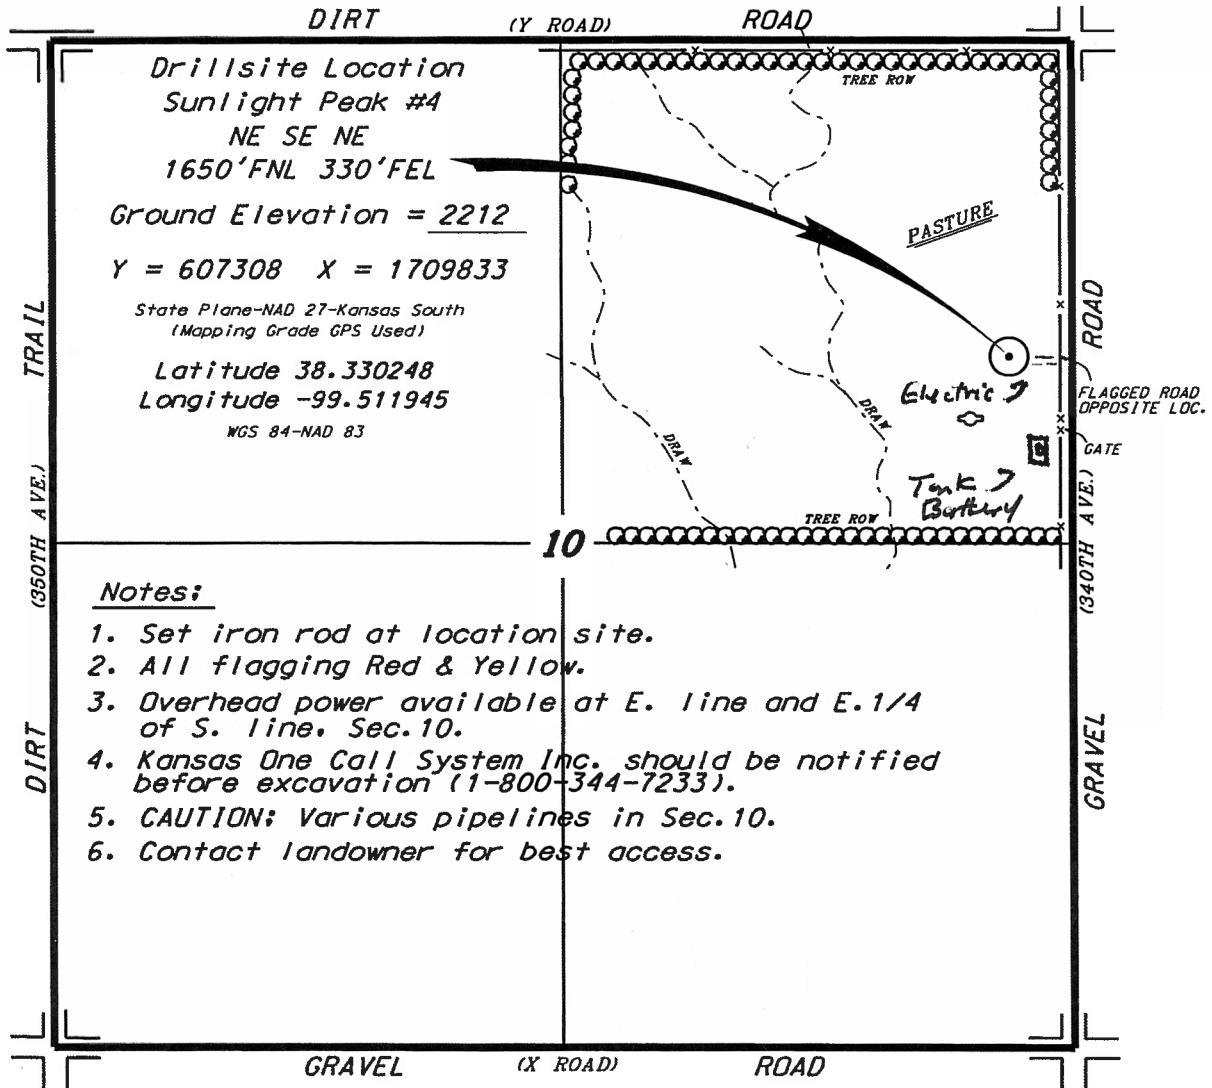 DIRT (Y ROAD) ROAD
Drillsite Location
Sunlight Peak #4
NE SE NE
1650'FNL 330'FEL
Ground Elevation = 2212
Y = 607308 X = 1709833
State Plane-NAD 27-Kansas South
(Mapping Grade GPS Used)
Latitude 38.330248
Longitude -99.511945
WGS 84-NAD 83
TREE ROW
PASTURE
Electric
DRAW
DRAW
Tank
Battery
TREE ROW
FLAGGED ROAD
OPPOSITE LOC.
GATE
10
TRAIL
(350TH AVE.)
DIRT
ROAD
(340TH AVE.)
GRAVEL
Notes:
1. Set iron rod at location site.
2. All flagging Red & Yellow.
3. Overhead power available at E. line and E.1/4
of S. line. Sec.10.
4. Kansas One Call System Inc. should be notified
before excavation (1-800-344-7233).
5. CAUTION: Various pipelines in Sec.10.
6. Contact landowner for best access.
GRAVEL (X ROAD) ROAD